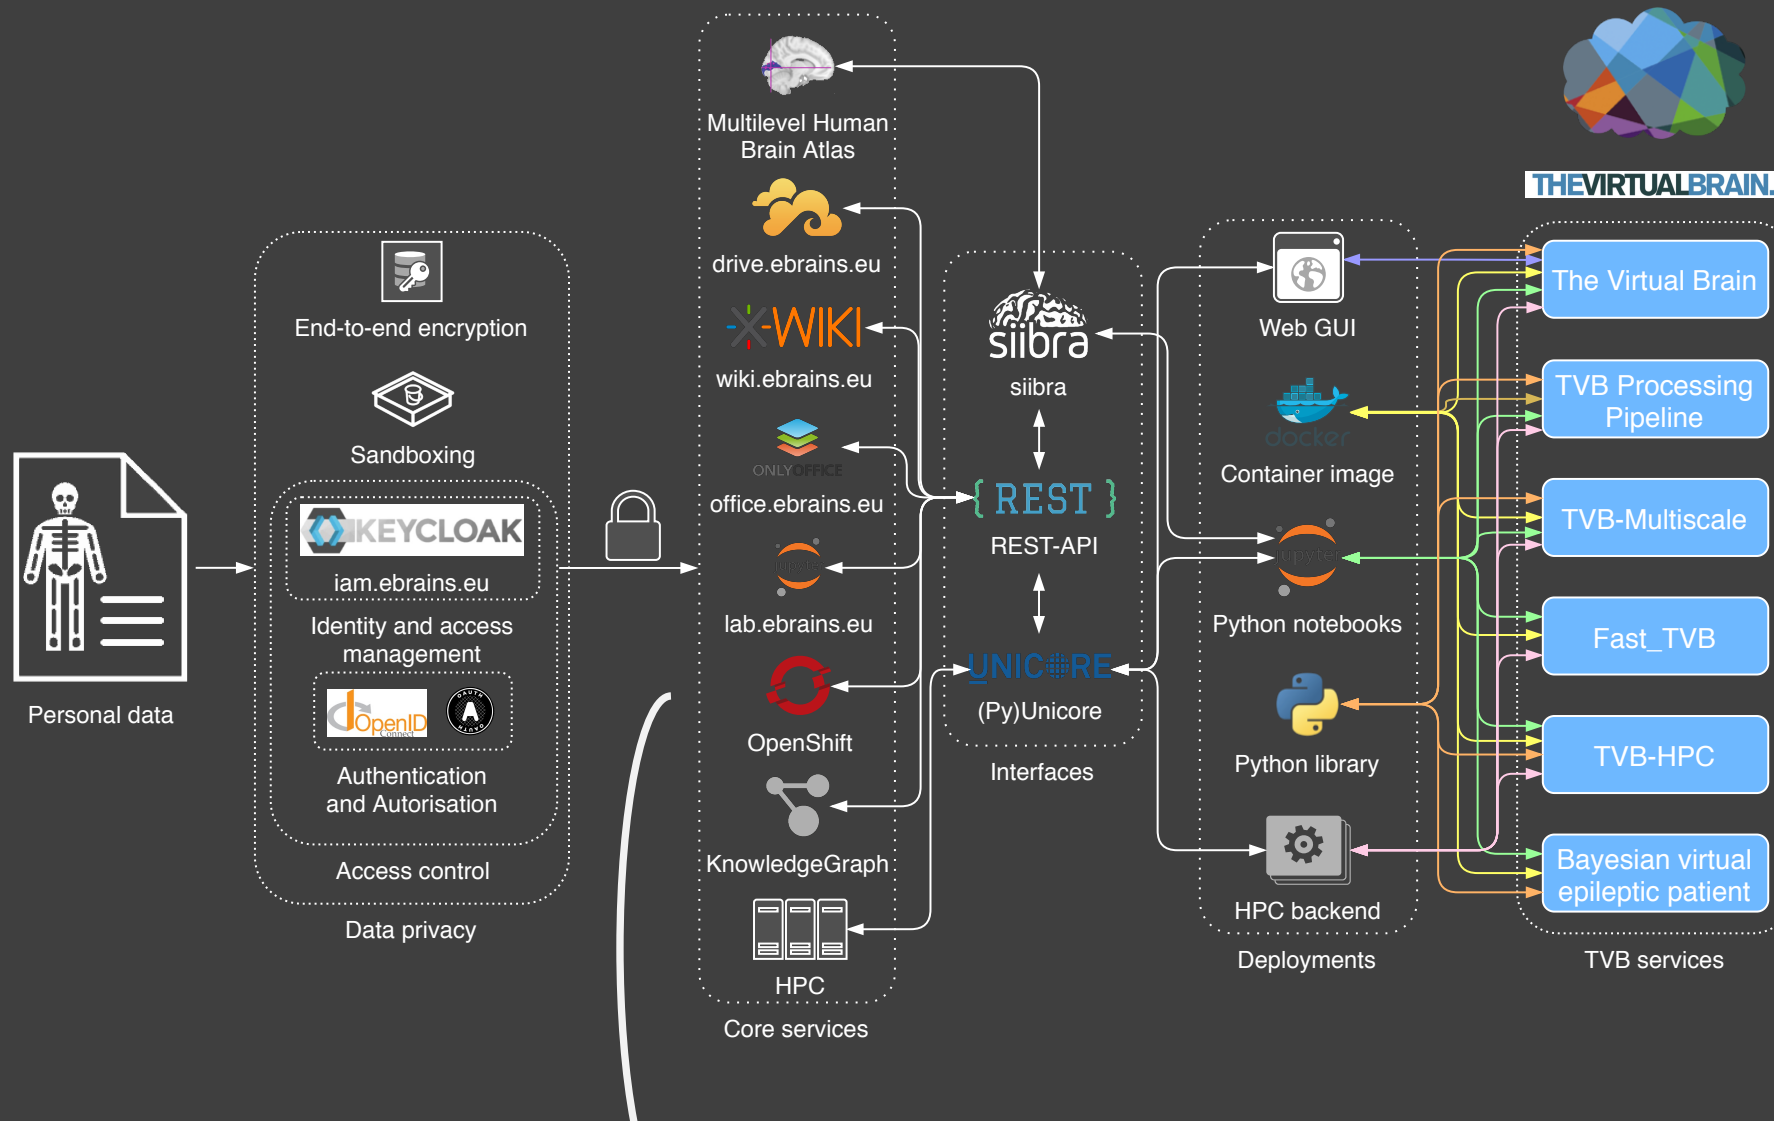 Personal data
End-to-end encryption
Sandboxing
KEYCLOAK
iam.ebrains.eu
Identity and access
management
OpenID
Connect
OAUTH
A
OAUTH
Authentication
and Autorisation
Access control
Data privacy
Multilevel Human
Brain Atlas
drive.ebrains.eu
X-WIKI
wiki.ebrains.eu
ONLYOFFICE
office.ebrains.eu
jupyter
lab.ebrains.eu
OpenShift
KnowledgeGraph
HPC
Core services
siibra
siibra
{ REST }
REST-API
UNICORE
(Py)Unicore
Interfaces
Web GUI
docker
Container image
jupyter
Python notebooks
Python library
HPC backend
Deployments
THEVIRTUALBRAIN.
The Virtual Brain
TVB Processing
Pipeline
TVB-Multiscale
Fast_TVB
TVB-HPC
Bayesian virtual
epileptic patient
TVB services